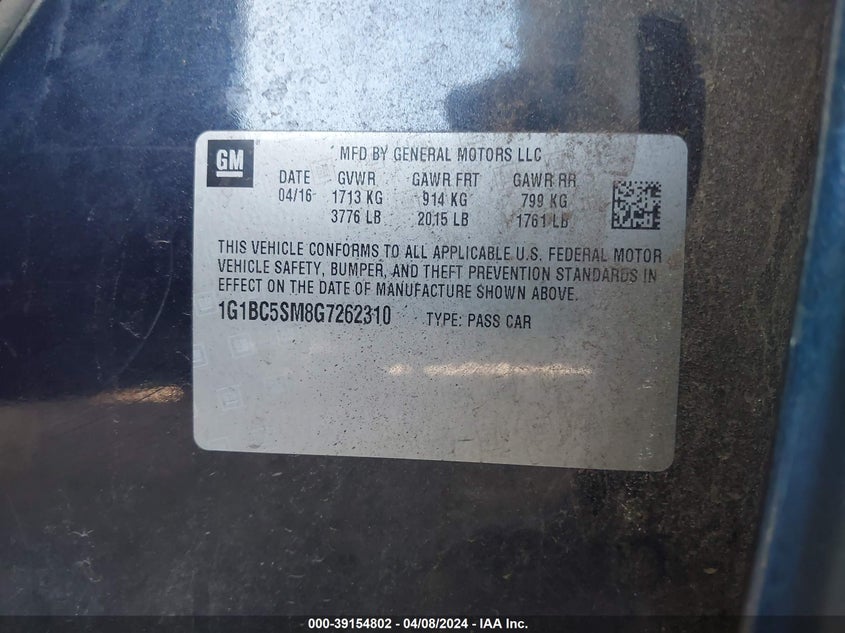 GM
MFD BY GENERAL MOTORS LLC
DATE GVWR GAWR FRT GAWR RR
04/16 1713 KG 914 KG 799 KG
3776 LB 2015 LB 1761 LB
THIS VEHICLE CONFORMS TO ALL APPLICABLE U.S. FEDERAL MOTOR
VEHICLE SAFETY, BUMPER, AND THEFT PREVENTION STANDARDS IN
EFFECT ON THE DATE OF MANUFACTURE SHOWN ABOVE.
1G1BC5SM8G7262310 TYPE: PASS CAR
000-39154802 - 04/08/2024 - IAA Inc.